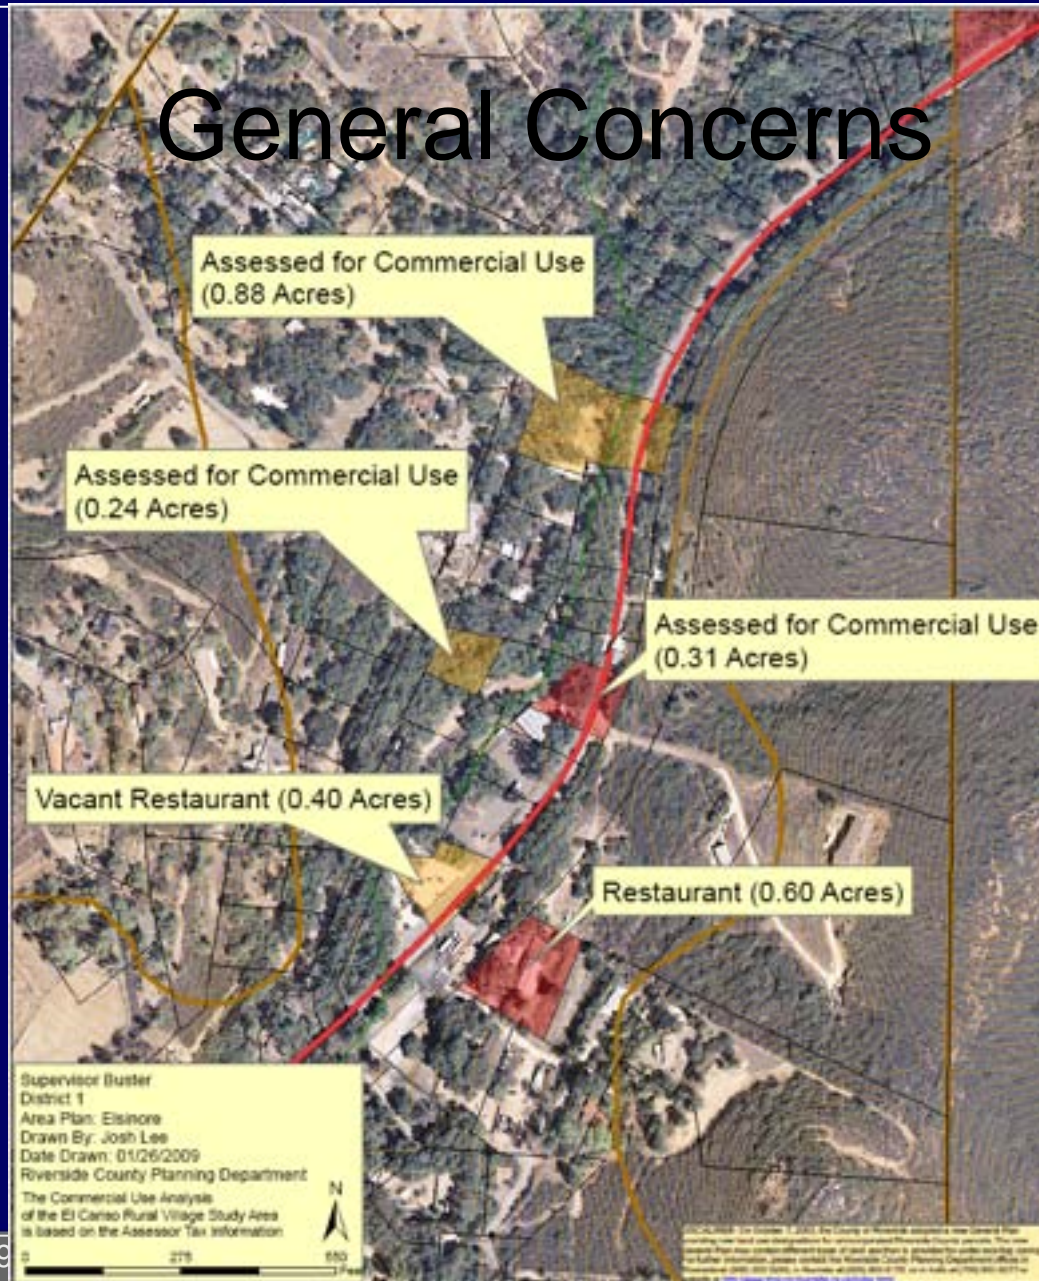 General Concerns
Assessed for Commercial Use
(0.88 Acres)
Assessed for Commercial Use
(0.24 Acres)
Assessed for Commercial Use
(0.31 Acres)
Vacant Restaurant (0.40 Acres)
Restaurant (0.60 Acres)
Supervisor Buster
District 1
Area Plan: Elsinore
Drawn By: Josh Lee
Date Drawn: 01/26/2009
Riverside County Planning Department
The Commercial Use Analysis
of the El Cariso Rural Village Study Area
is based on the Assessor Tax Information
N
0 275 550
Feet